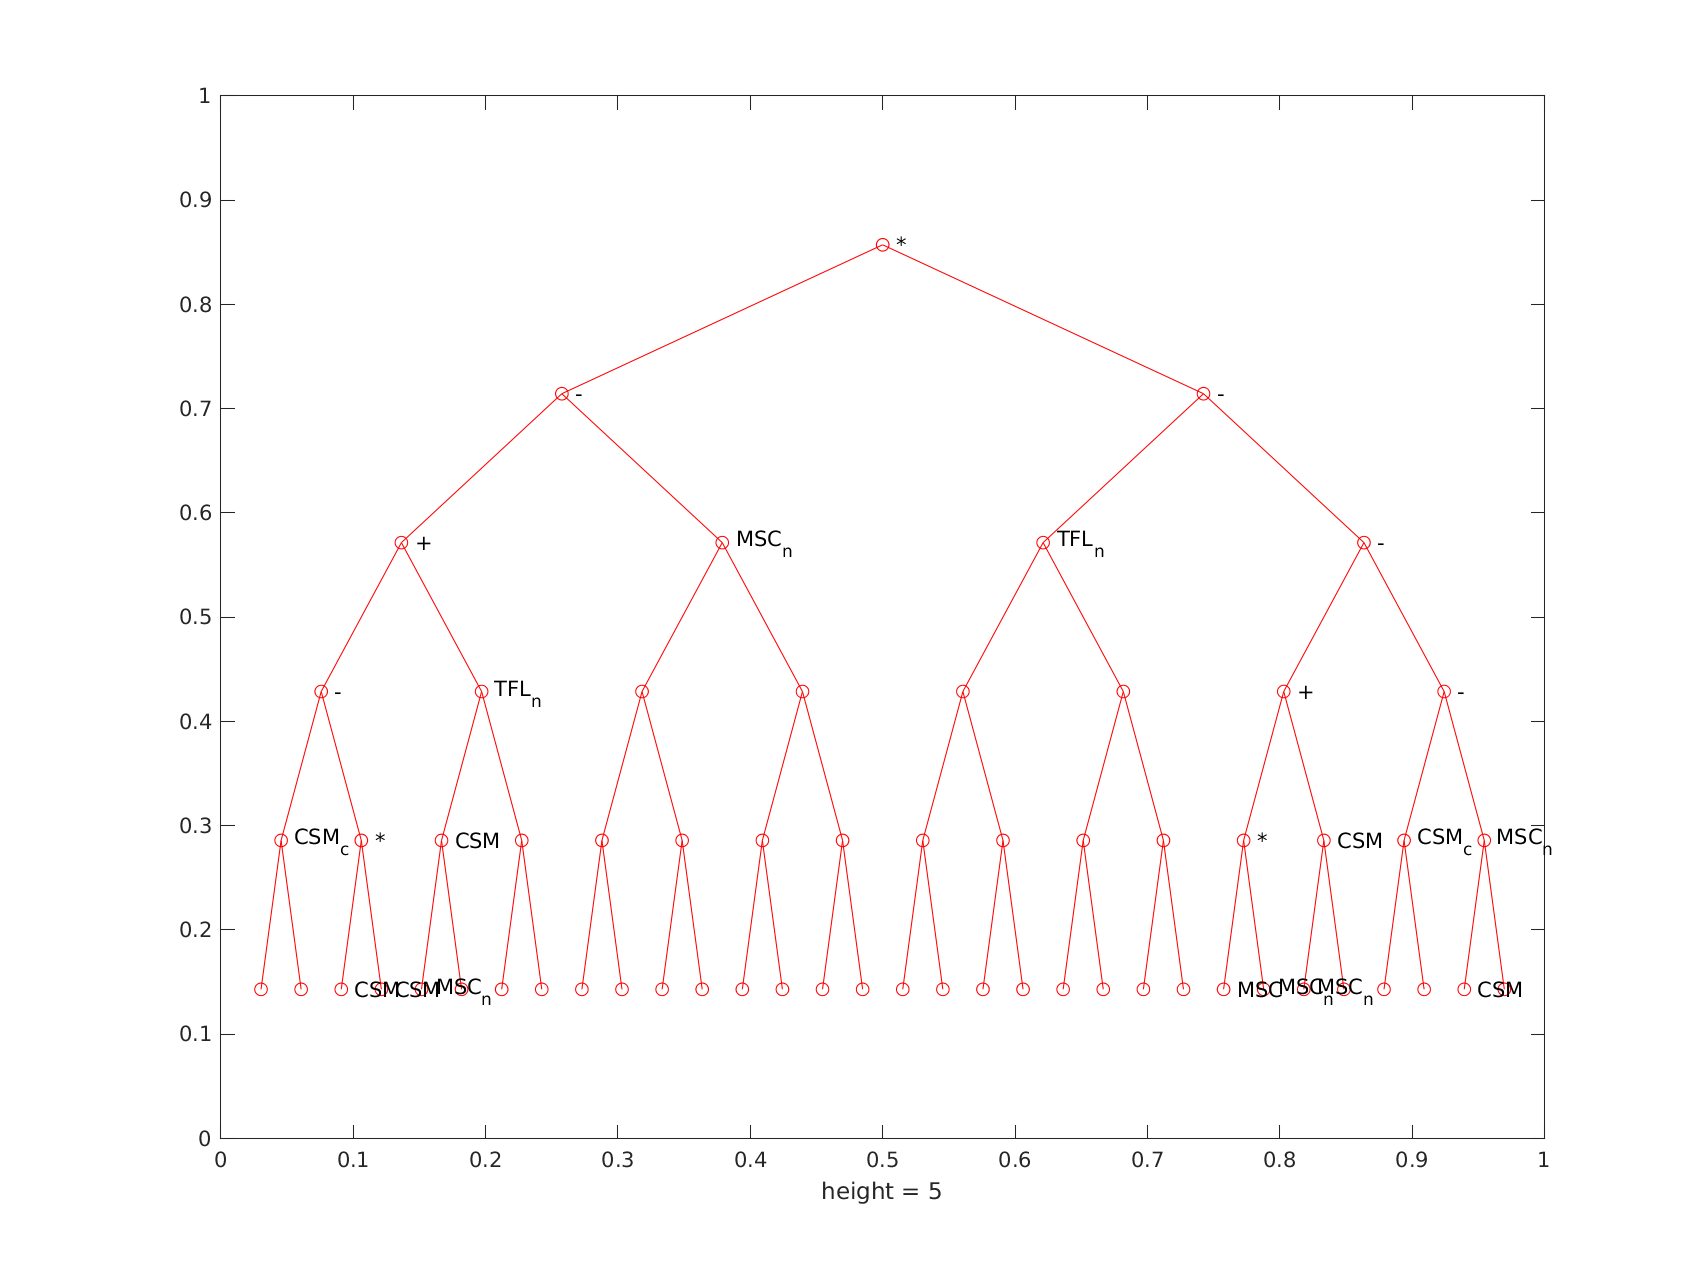 1
*
0.9
0.8
- -
0.7
0.6
+ MSCn TFLn -
0.5
- TFLn + -
0.4
0.3
CSMc * CSM * CSM CSMc MSCn
0.2
CSM CSM MSCn MSC MSCn MSCn CSM
0.1
0
0 0.1 0.2 0.3 0.4 0.5 0.6 0.7 0.8 0.9 1
height = 5